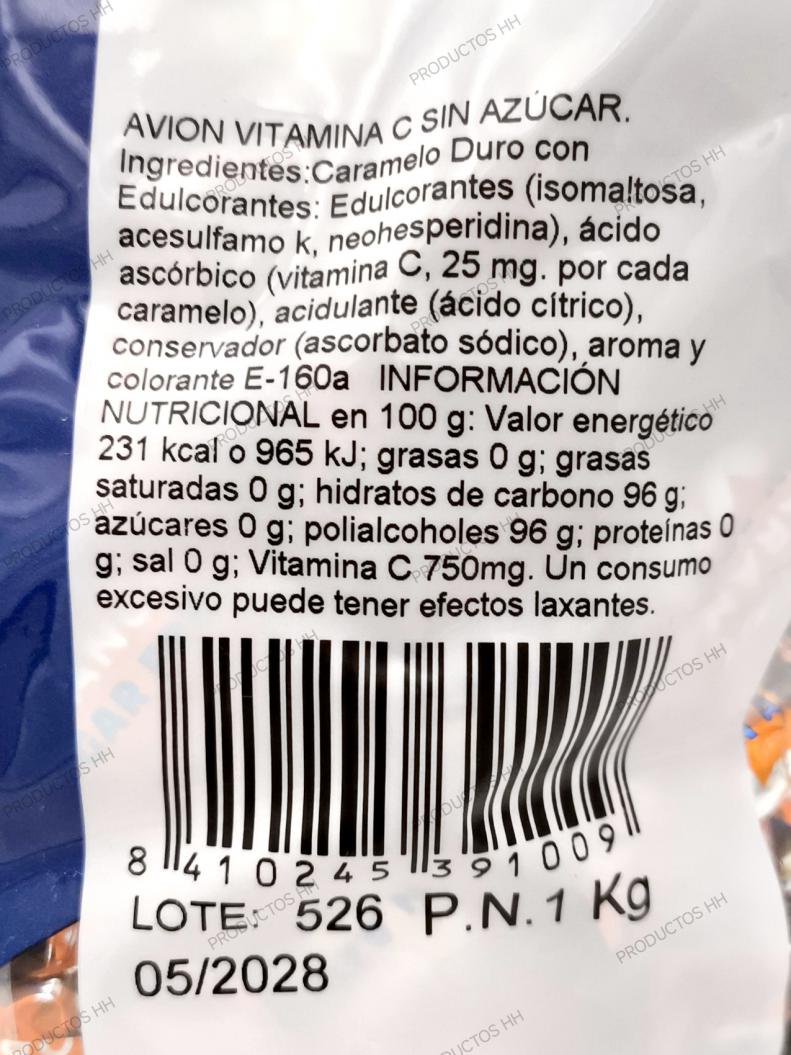 AVION VITAMINA C SIN AZÚCAR.
Ingredientes:Caramelo Duro con
Edulcorantes: Edulcorantes (isomaltosa,
acesulfamo k, neohesperidina), ácido
ascórbico (vitamina C, 25 mg. por cada
caramelo), acidulante (ácido cítrico),
conservador (ascorbato sódico), aroma y
colorante E-160a INFORMACIÓN
NUTRICIONAL en 100 g: Valor energético
231 kcal o 965 kJ; grasas 0 g; grasas
saturadas 0 g; hidratos de carbono 96 g;
azúcares 0 g; polialcoholes 96 g; proteínas 0
g; sal 0 g; Vitamina C 750mg. Un consumo
excesivo puede tener efectos laxantes.
8 410245 391009
LOTE: 526 P.N. 1 Kg
05/2028
PRODUCTOS HH